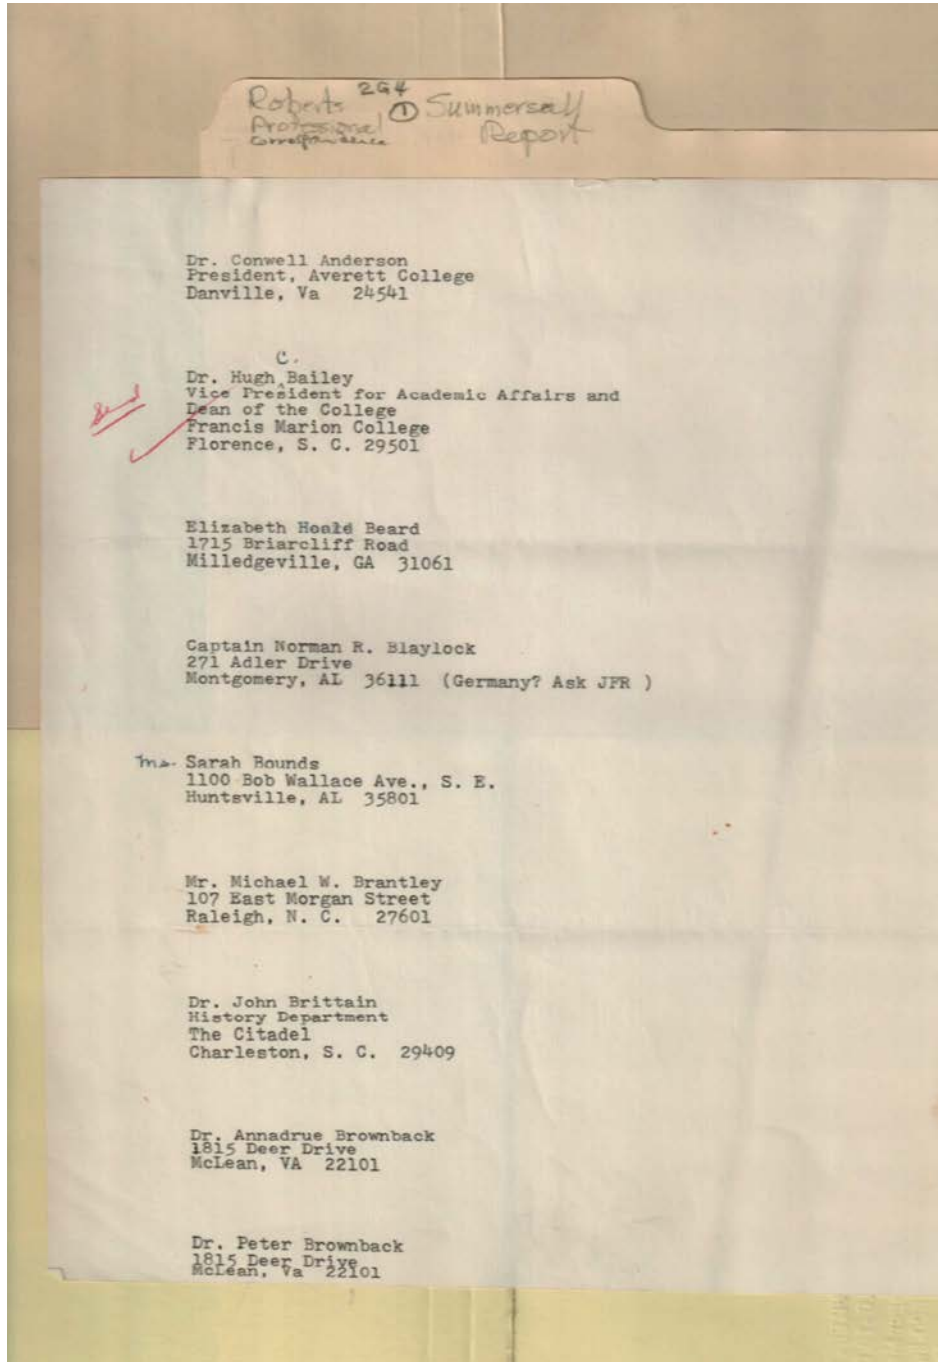 2G4
Roberts ① Summersell
Professional Report
Correspondence
Dr. Conwell Anderson
President, Averett College
Danville, Va 24541
C.
Dr. Hugh Bailey
Vice President for Academic Affairs and
Dean of the College
Francis Marion College
Florence, S. C. 29501
Send
Elizabeth Beard
1715 Briarcliff Road
Milledgeville, GA 31061
Captain Norman R. Blaylock
271 Adler Drive
Montgomery, AL 36111 (Germany? Ask JFR )
Ms. Sarah Bounds
1100 Bob Wallace Ave., S. E.
Huntsville, AL 35801
Mr. Michael W. Brantley
107 East Morgan Street
Raleigh, N. C. 27601
Dr. John Brittain
History Department
The Citadel
Charleston, S. C. 29409
Dr. Annadrue Brownback
1815 Deer Drive
McLean, VA 22101
Dr. Peter Brownback
1815 Deer Drive
McLean, Va 22101